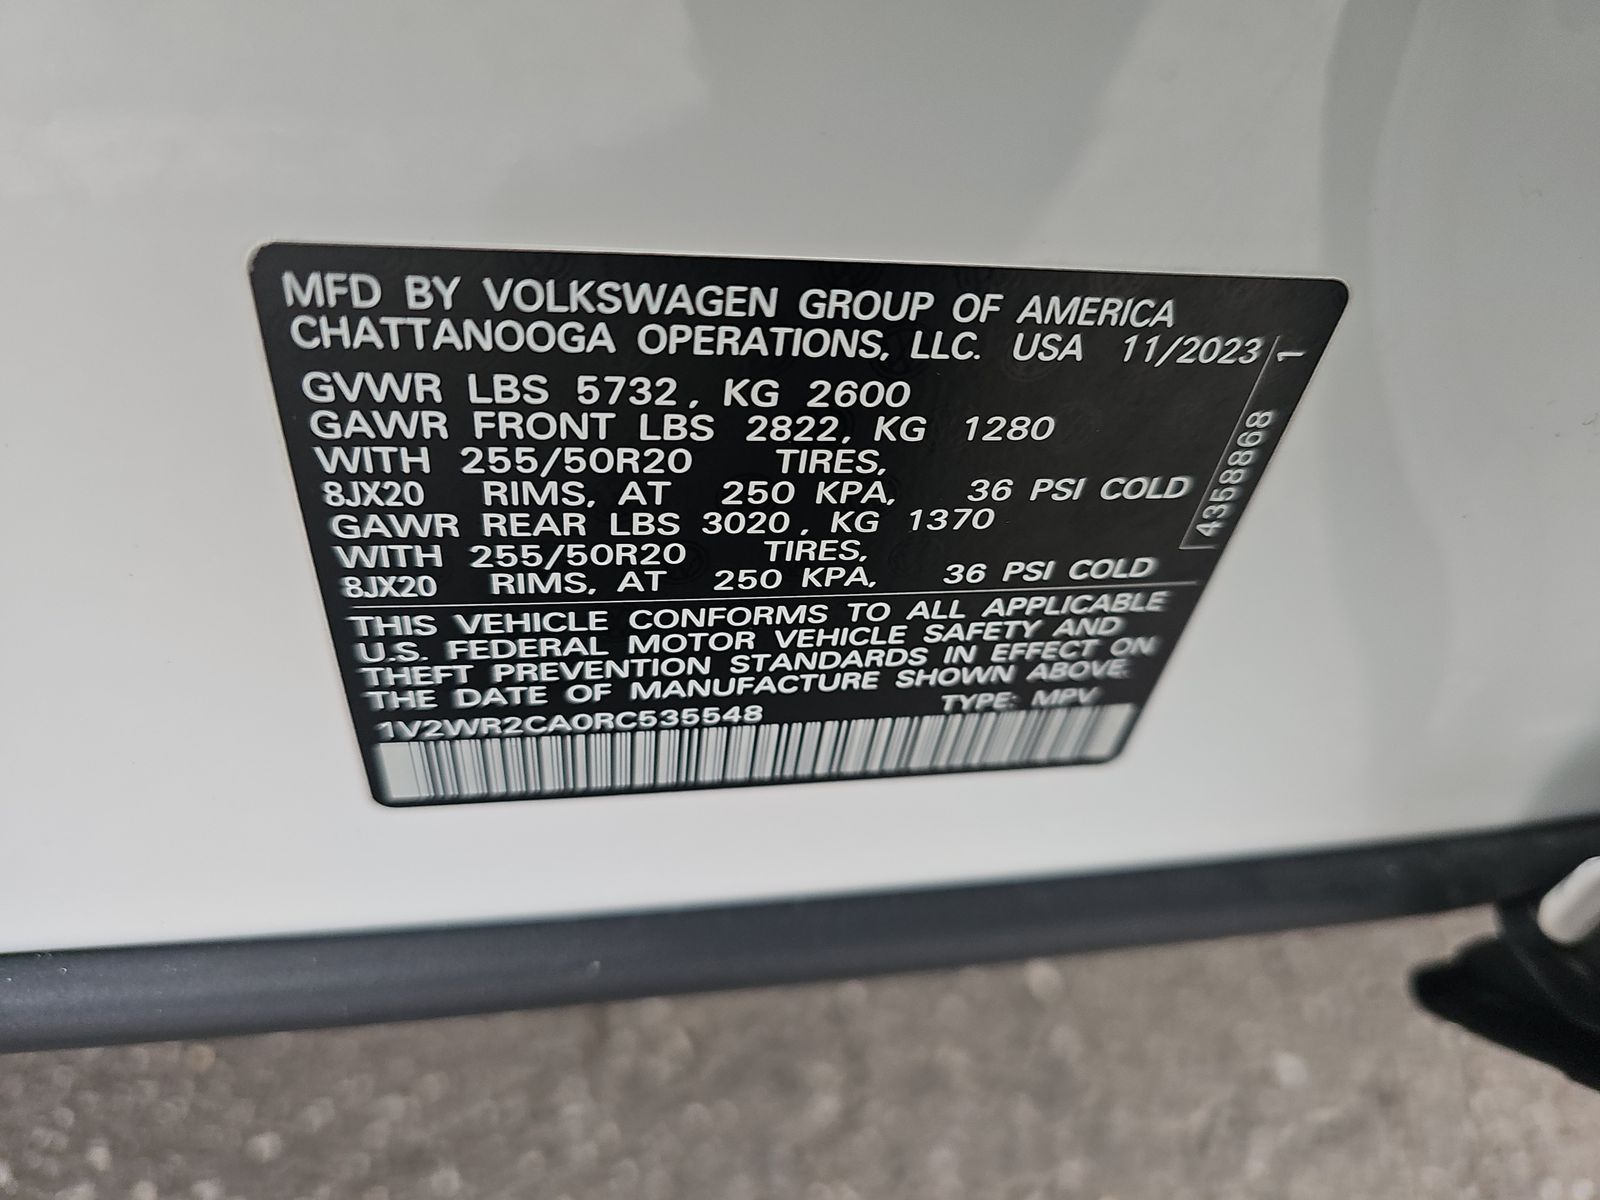 MFD BY VOLKSWAGEN GROUP OF AMERICA
CHATTANOOGA OPERATIONS, LLC. USA 11/2023
GVWR LBS 5732, KG 2600
GAWR FRONT LBS 2822, KG 1280
WITH 255/50R20 TIRES,
8JX20 RIMS, AT 250 KPA, 36 PSI COLD
GAWR REAR LBS 3020, KG 1370
WITH 255/50R20 TIRES,
8JX20 RIMS, AT 250 KPA, 36 PSI COLD
THIS VEHICLE CONFORMS TO ALL APPLICABLE
U.S. FEDERAL MOTOR VEHICLE SAFETY AND
THEFT PREVENTION STANDARDS IN EFFECT ON
THE DATE OF MANUFACTURE SHOWN ABOVE.
1V2WR2CA0RC535548 TYPE: MPV
4358868 1